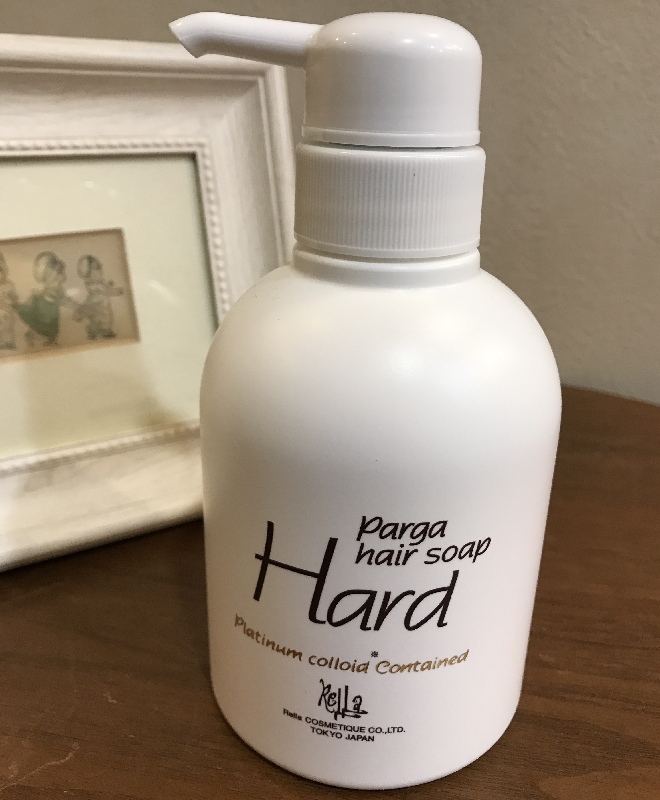 Parga
hair soap
Hard
Platinum colloid※Contained
Rella
Rella COSMETIQUE CO.,LTD.
TOKYO JAPAN